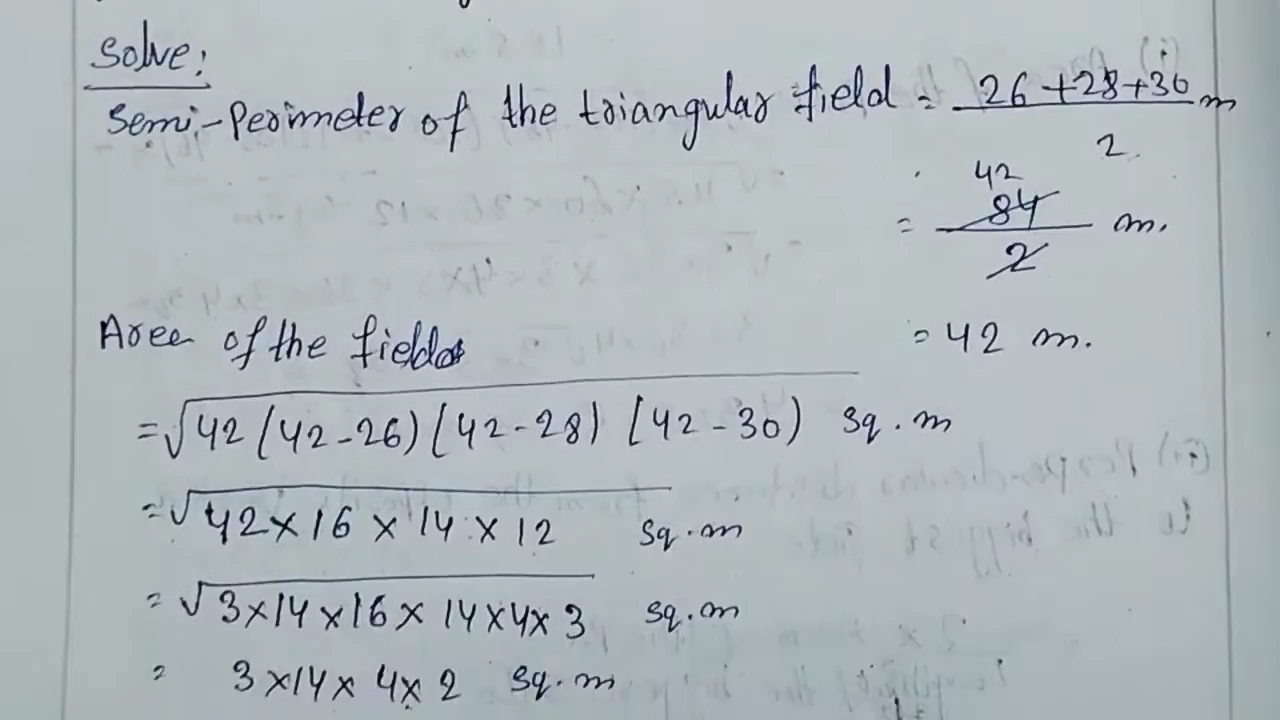 Solve:
Semi-Perimeter of the triangular field = 26+28+30 m
2
42
= 84 m.
2
= 42 m.
Area of the field
= √42 (42-26) (42-28) (42-30) sq.m
= √42×16×14×12 sq.m
= √3×14×16×14×4×3 sq.m
= 3×14×4×2 sq.m